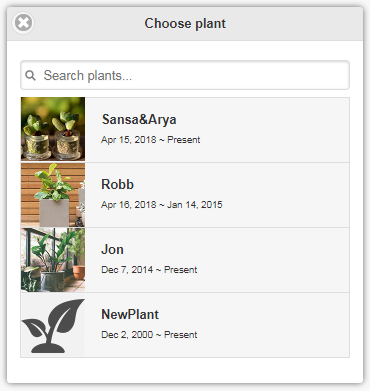 Choose plant
Search plants...
Sansa&Arya
Apr 15, 2018 ~ Present
Robb
Apr 16, 2018 ~ Jan 14, 2015
Jon
Dec 7, 2014 ~ Present
NewPlant
Dec 2, 2000 ~ Present